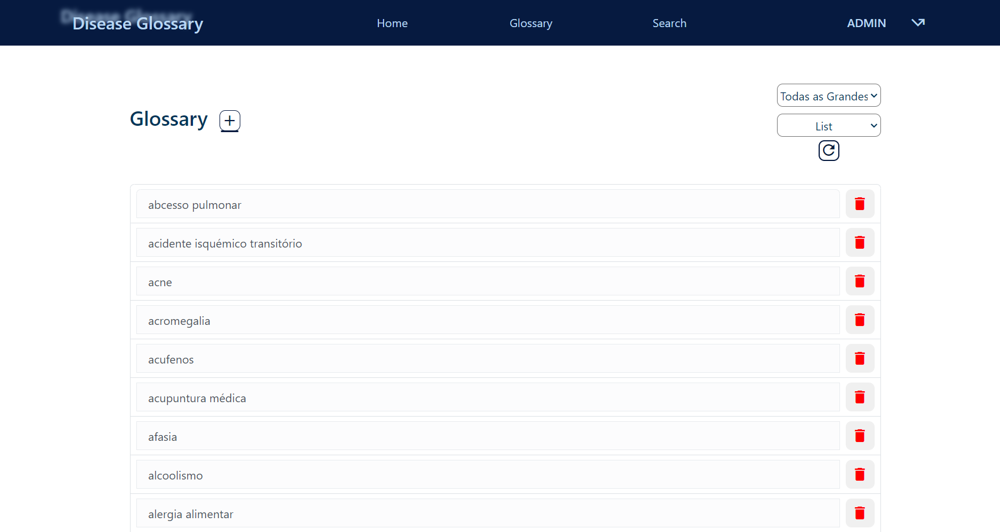 Disease Glossary
Home
Glossary
Search
ADMIN
Todas as Grandes
Glossary
List
abcesso pulmonar
acidente isquémico transitório
acne
acromegalia
acufenos
acupuntura médica
afasia
alcoolismo
alergia alimentar